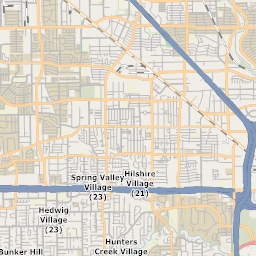 Spring Valley
Village
(23)
Hilshire
Village
(21)
Hedwig
Village
(23)
Bunker Hill
Hunters
Creek Village